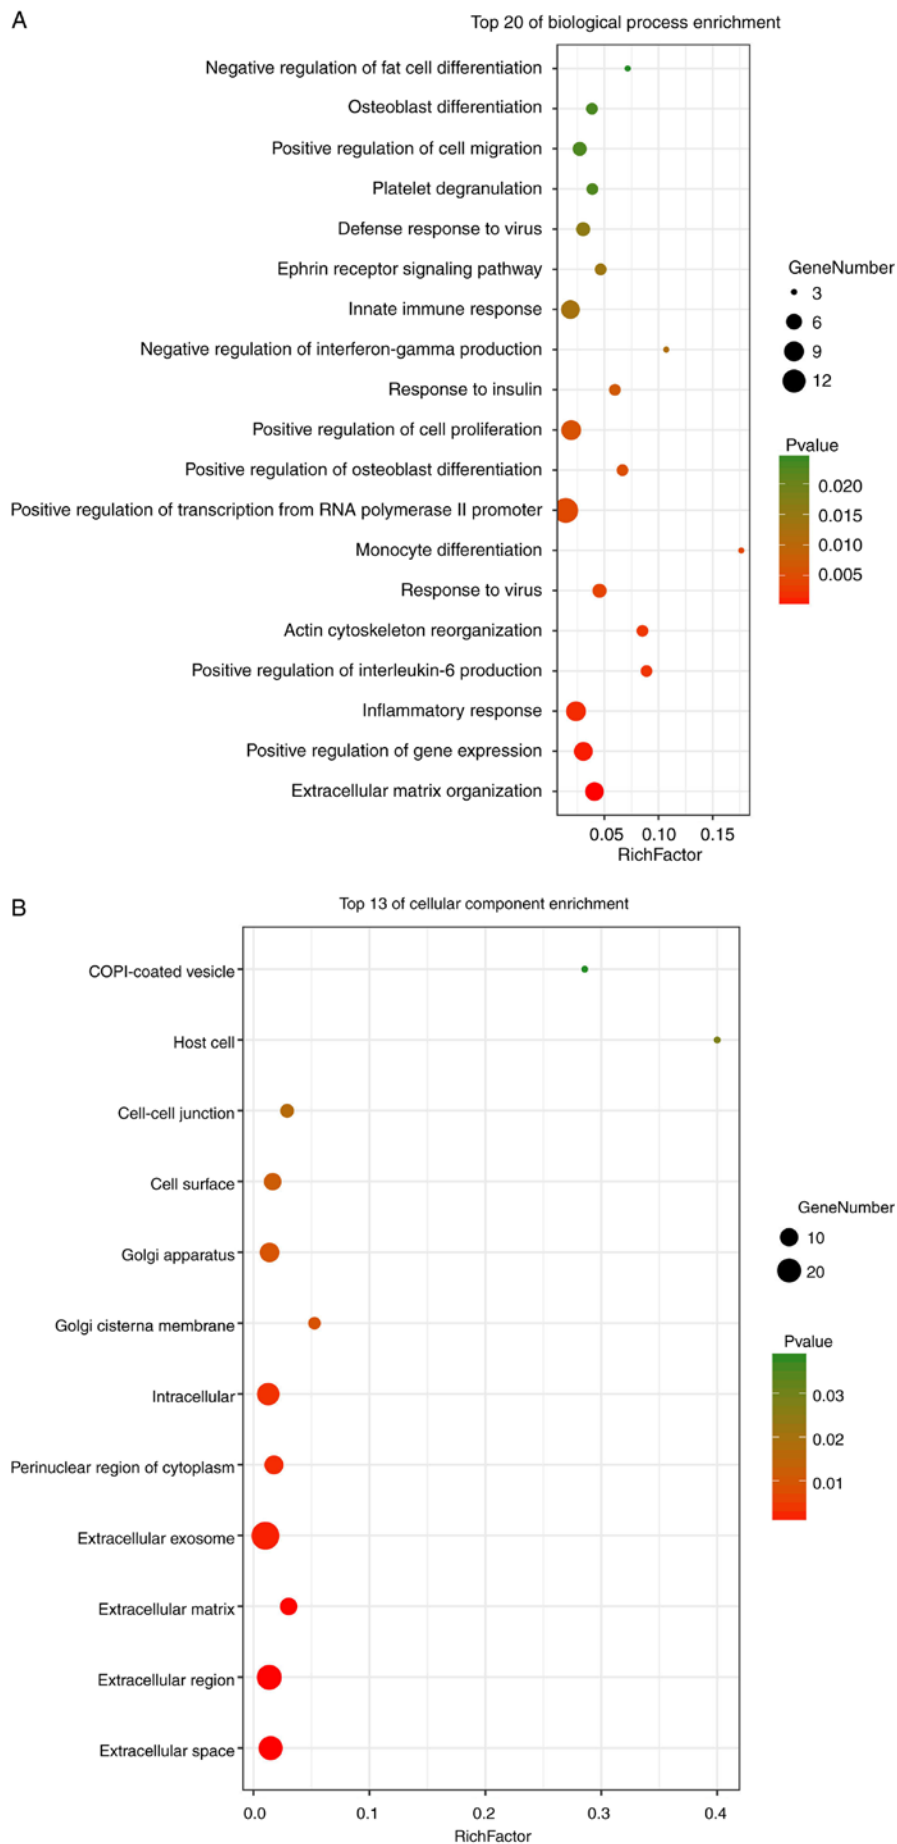 A
Top 20 of biological process enrichment
Negative regulation of fat cell differentiation
Osteoblast differentiation
Positive regulation of cell migration
Platelet degranulation
Defense response to virus
Ephrin receptor signaling pathway
Innate immune response
Negative regulation of interferon-gamma production
Response to insulin
Positive regulation of cell proliferation
Positive regulation of osteoblast differentiation
Positive regulation of transcription from RNA polymerase II promoter
Monocyte differentiation
Response to virus
Actin cytoskeleton reorganization
Positive regulation of interleukin-6 production
Inflammatory response
Positive regulation of gene expression
Extracellular matrix organization
0.05 0.10 0.15
RichFactor
GeneNumber
3
6
9
12
Pvalue
0.020
0.015
0.010
0.005
B
Top 13 of cellular component enrichment
COPI-coated vesicle
Host cell
Cell-cell junction
Cell surface
Golgi apparatus
Golgi cisterna membrane
Intracellular
Perinuclear region of cytoplasm
Extracellular exosome
Extracellular matrix
Extracellular region
Extracellular space
0.0 0.1 0.2 0.3 0.4
RichFactor
GeneNumber
10
20
Pvalue
0.03
0.02
0.01